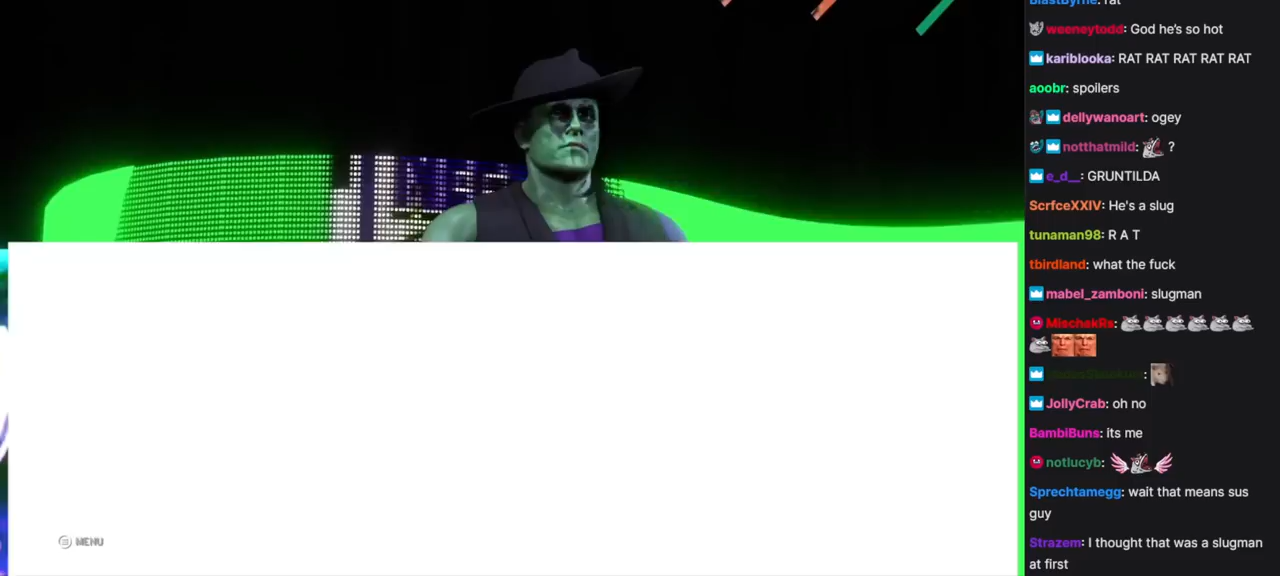 MENU
BlastByrne: rat
weeneytodd: God he's so hot
kariblooka: RAT RAT RAT RAT RAT
aoobr: spoilers
dellywanoart: ogey
notthatmild: ?
e_d__: GRUNTILDA
ScrfceXXIV: He's a slug
tunaman98: R A T
tbirdland: what the fuck
mabel_zamboni: slugman
MischakRs:
:
JollyCrab: oh no
BambiBuns: its me
notlucyb:
Sprechtamegg: wait that means sus
guy
Strazem: I thought that was a slugman
at first